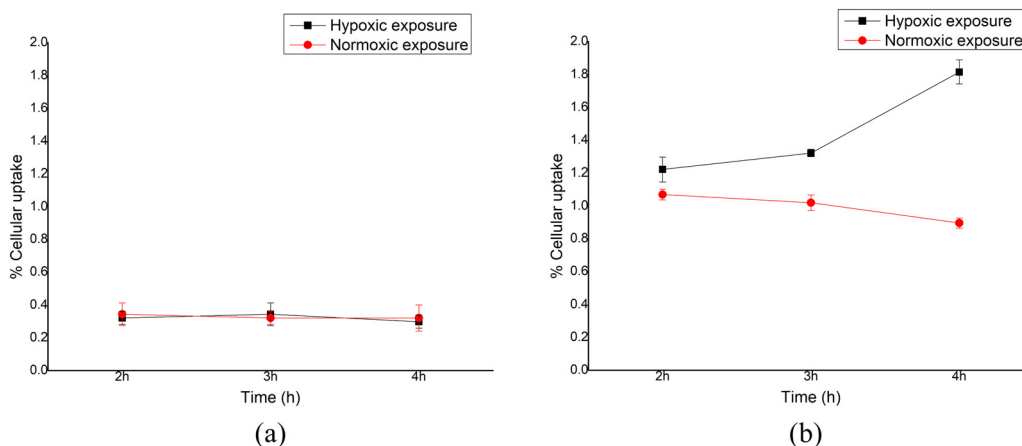 Hypoxic exposure
Normoxic exposure
2.0
1.8
1.6
1.4
1.2
1.0
0.8
0.6
0.4
0.2
0.0
% Cellular uptake
2h 3h 4h
Time (h)
(a)
Hypoxic exposure
Normoxic exposure
2.0
1.8
1.6
1.4
1.2
1.0
0.8
0.6
0.4
0.2
0.0
% Cellular uptake
2h 3h 4h
Time (h)
(b)